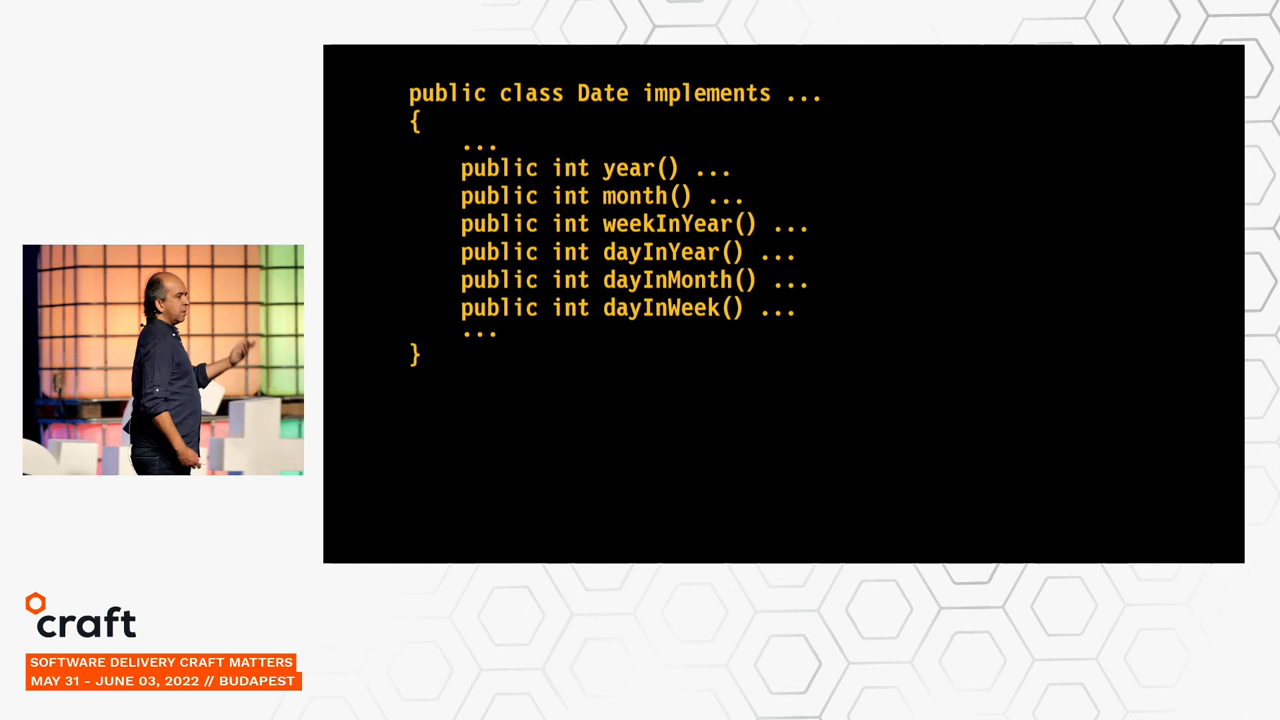 public class Date implements ...
{
...
public int year() ...
public int month() ...
public int weekInYear() ...
public int dayInYear() ...
public int dayInMonth() ...
public int dayInWeek() ...
...
}
craft
SOFTWARE DELIVERY CRAFT MATTERS
MAY 31 - JUNE 03, 2022 // BUDAPEST